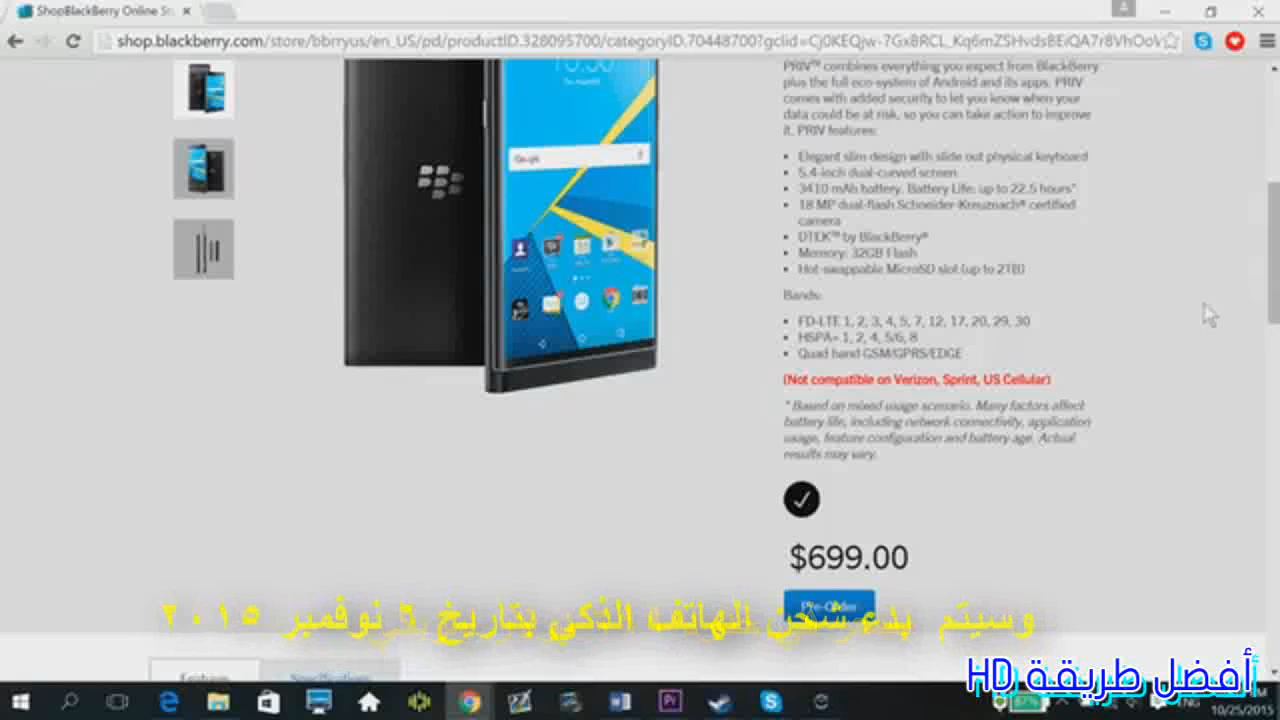 ShopBlackBerry Online St
shop.blackberry.com/store/bbrryus/en_US/pd/productID.328095700/categoryID.70448700?gclid=
PRIV™ combines everything you expect from BlackBerry
plus the full eco-system of Android and its apps. PRIV
comes with added security to let you know when your
data could be at risk, so you can take action to improve
it. PRIV features:
• Elegant slim design with slide out physical keyboard
• 5.4-inch dual-curved screen
• 3410 mAh battery. Battery Life: up to 22.5 hours*
• 18 MP dual-flash Schneider-Kreuznach® certified
camera
• DTEK™ by BlackBerry®
• Memory: 32GB Flash
• Hot-swappable MicroSD slot (up to 2TB)
Bands:
• FD-LTE 1, 2, 3, 4, 5, 7, 12, 17, 20, 29, 30
• HSPA+ 1, 2, 4, 5/6, 8
• Quad band GSM/GPRS/EDGE
(Not compatible on Verizon, Sprint, US Cellular)
* Based on mixed usage scenario. Many factors affect
battery life, including network connectivity, application
usage, feature configuration and battery age. Actual
results may vary.
$699.00
Pre-Order
وسيتم بدء شحن الهاتف الذكي بتاريخ ٦ نوفمبر ٢٠١٥
أفضل طريقة HD
87%
ENG
10/25/2015